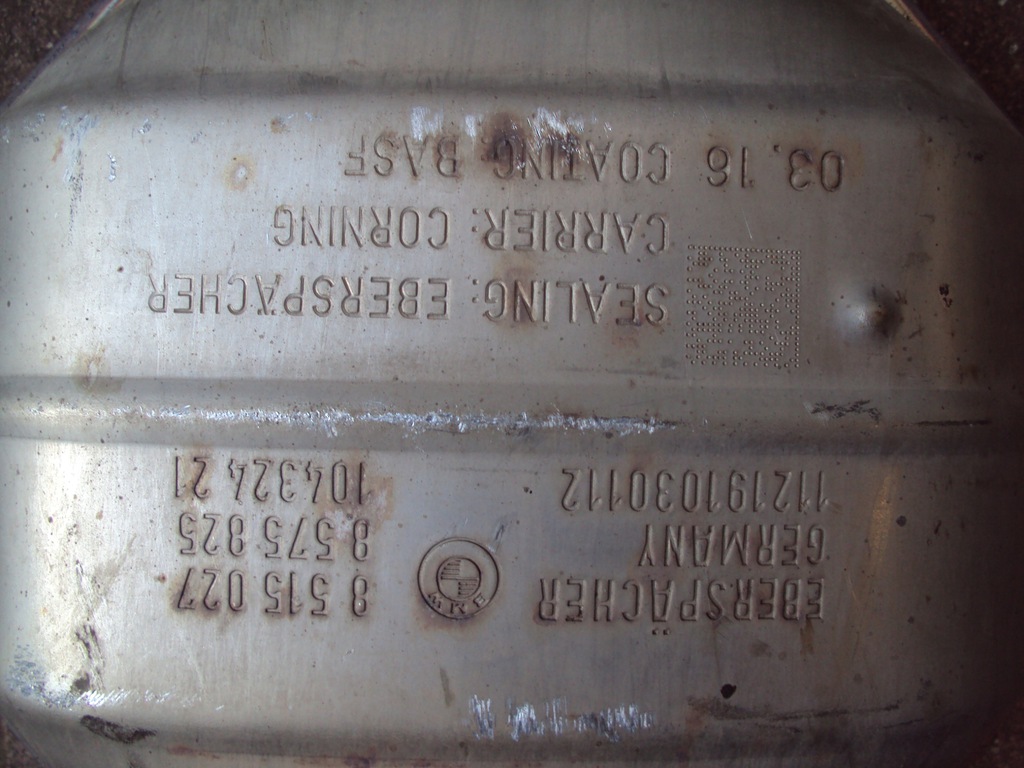 EBERSPÄCHER
GERMANY
112191030112
BMW
8 515 027
8 575 825
104324 21
SEALING: EBERSPÄCHER
CARRIER: CORNING
03.16 COATING BASF